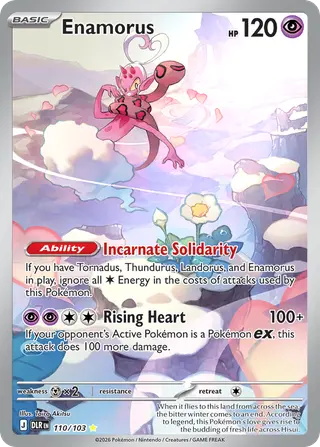 BASIC
Enamorus
HP 120
Ability Incarnate Solidarity
If you have Tornadus, Thundurus, Landorus, and Enamorus
in play, ignore all Energy in the costs of attacks used by
this Pokémon.
Rising Heart 100+
If your opponent's Active Pokémon is a Pokémon ex, this
attack does 100 more damage.
weakness ×2 resistance retreat
Illus. Taiga Akitsu
J DLR EN 110/103
When it flies to this land from across the sea,
the bitter winter comes to an end. According
to legend, this Pokémon's love gives rise to the
budding of fresh life across Hisui.
©2026 Pokémon / Nintendo / Creatures / GAME FREAK